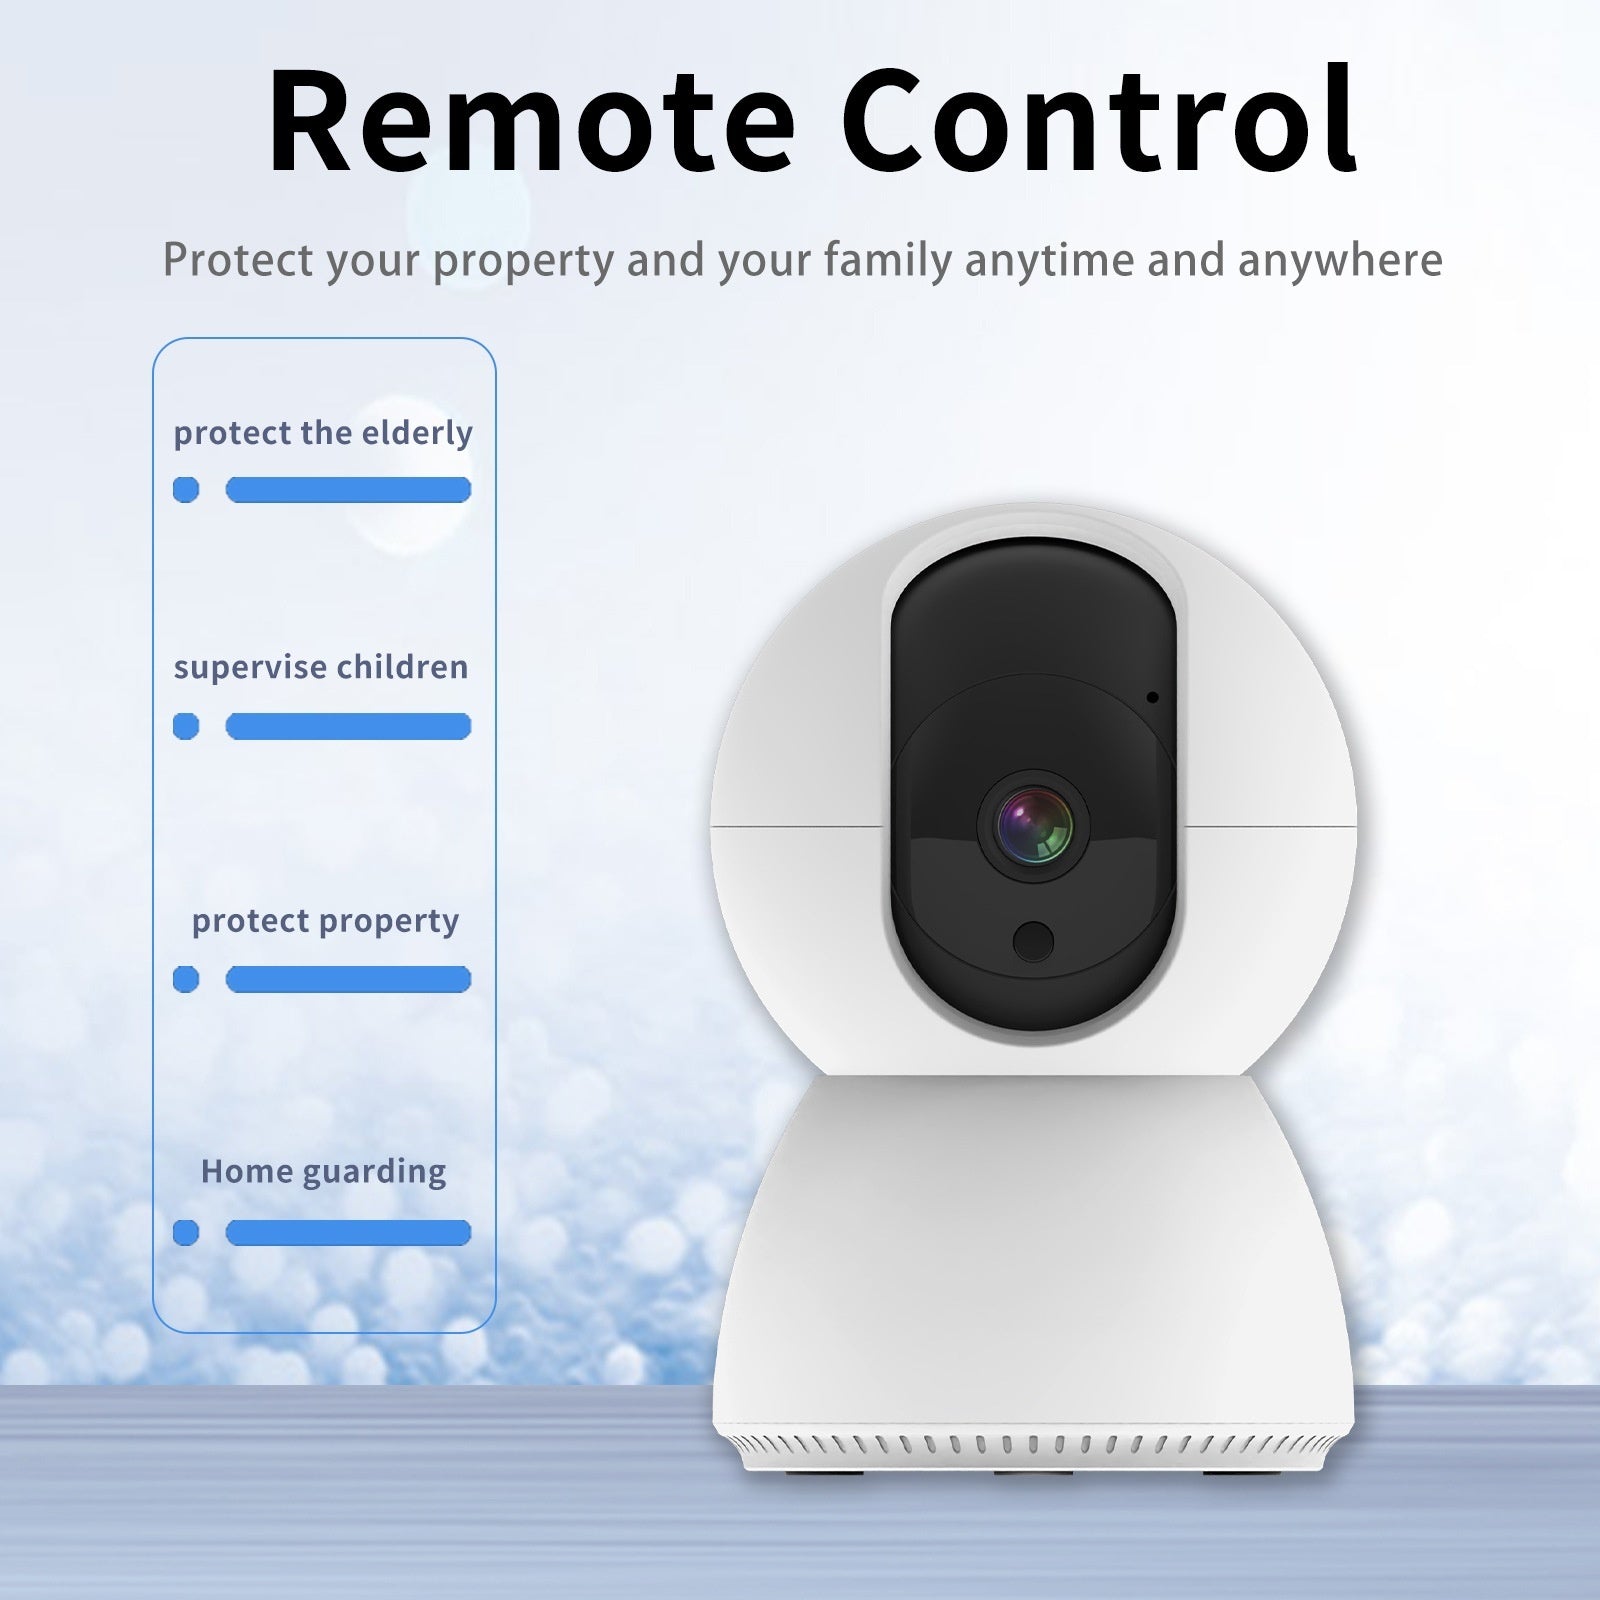 Remote Control
Protect your property and your family anytime and anywhere
protect the elderly
supervise children
protect property
Home guarding